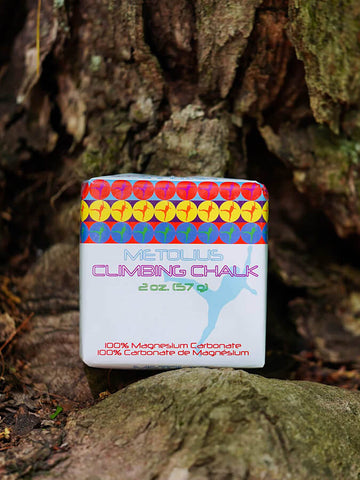 METOLIUS
CLIMBING CHALK
2 oz. (57 g)
100% Magnesium Carbonate
100% Carbonate de Magnésium